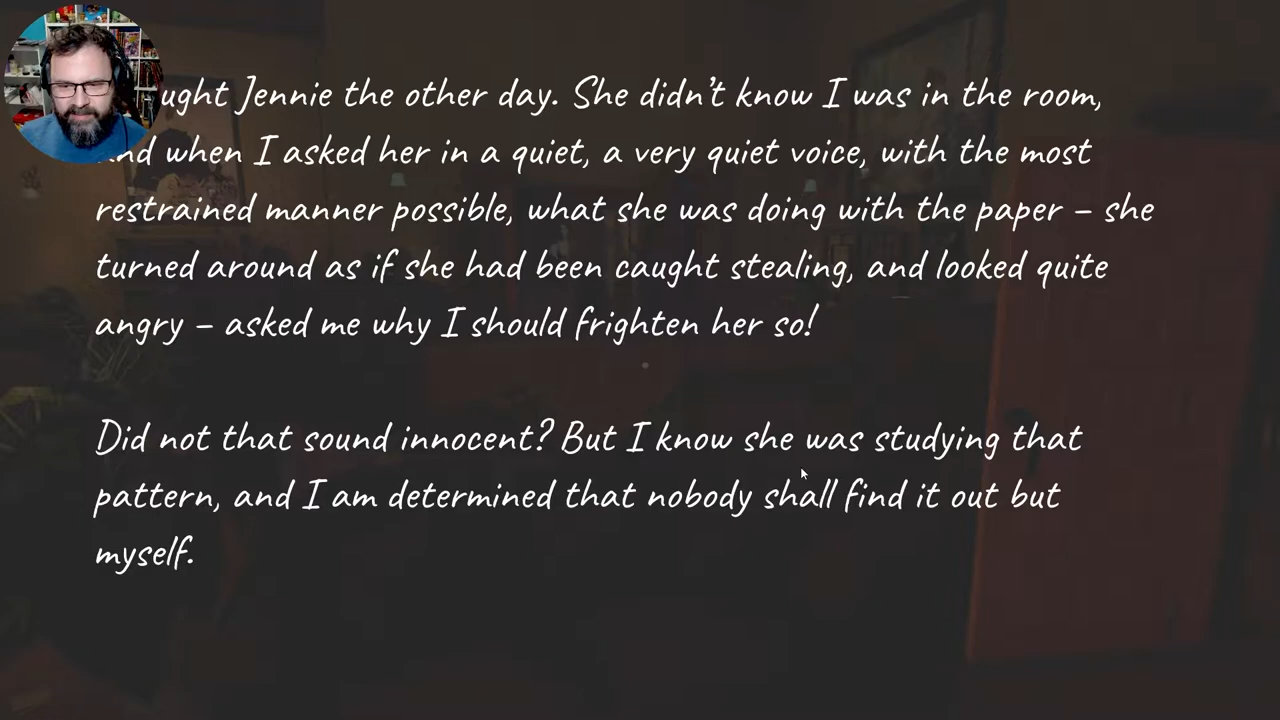 Jennie the other day. She didn't know I was in the room,
when I asked her in a quiet, a very quiet voice, with the most
restrained manner possible, what she was doing with the paper – she
turned around as if she had been caught stealing, and looked quite
angry – asked me why I should frighten her so!
Did not that sound innocent? But I know she was studying that
pattern, and I am determined that nobody shall find it out but
myself.